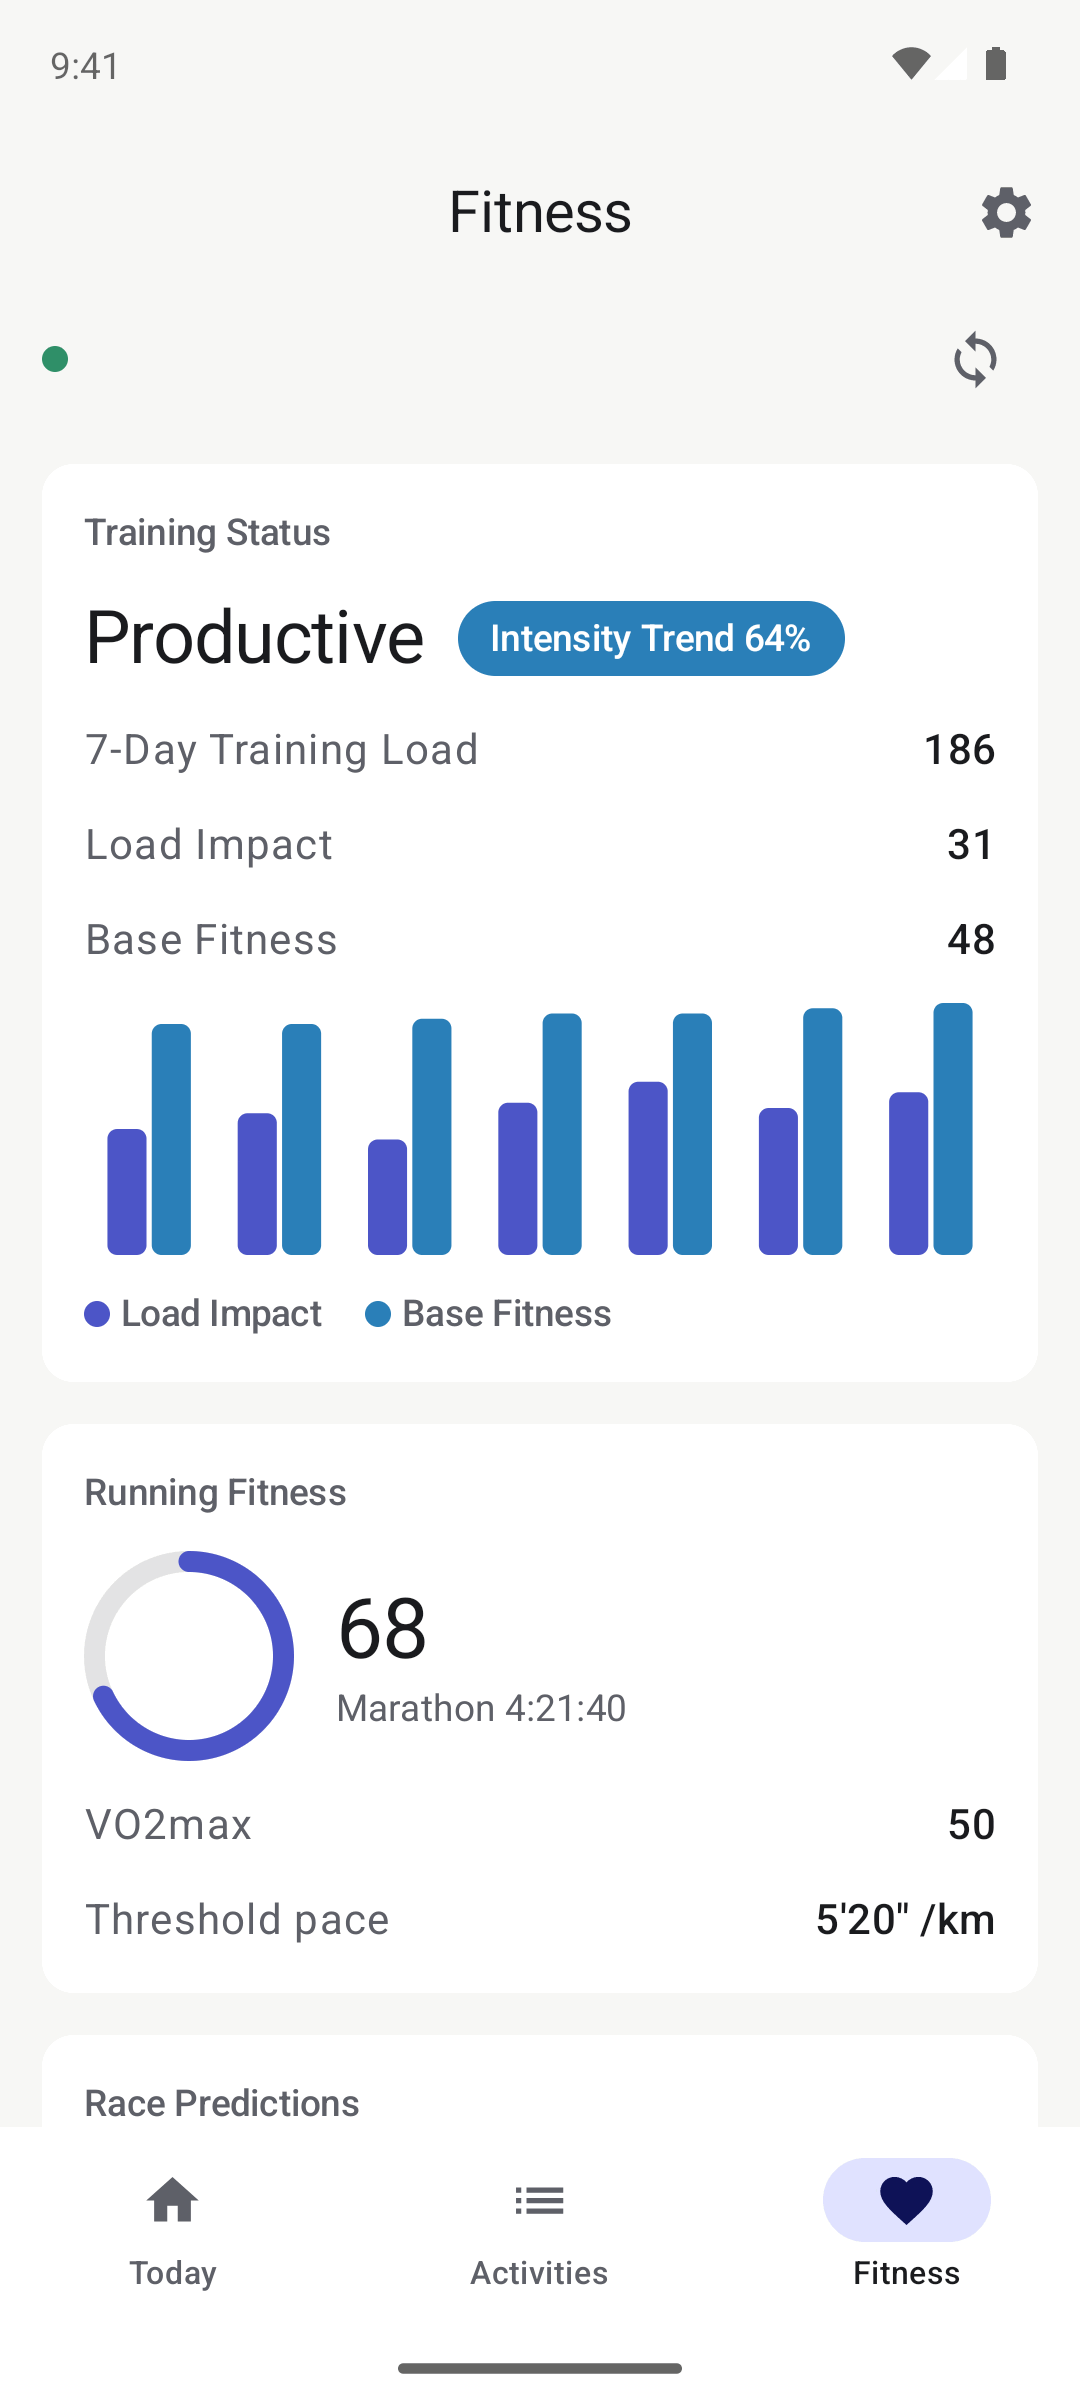 9:41
Fitness
Training Status
Productive
Intensity Trend 64%
7-Day Training Load 186
Load Impact 31
Base Fitness 48
Load Impact Base Fitness
Running Fitness
68
Marathon 4:21:40
VO2max 50
Threshold pace 5'20" /km
Race Predictions
Today Activities Fitness